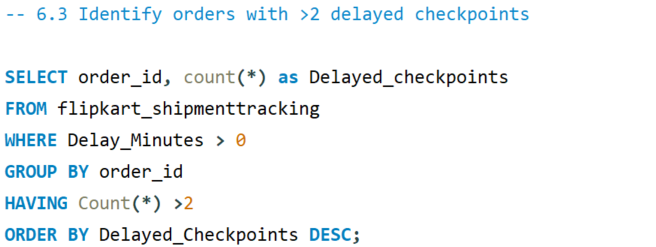 -- 6.3 Identify orders with >2 delayed checkpoints
SELECT order_id, count(*) as Delayed_checkpoints
FROM flipkart_shipmenttracking
WHERE Delay_Minutes > 0
GROUP BY order_id
HAVING Count(*) >2
ORDER BY Delayed_Checkpoints DESC;